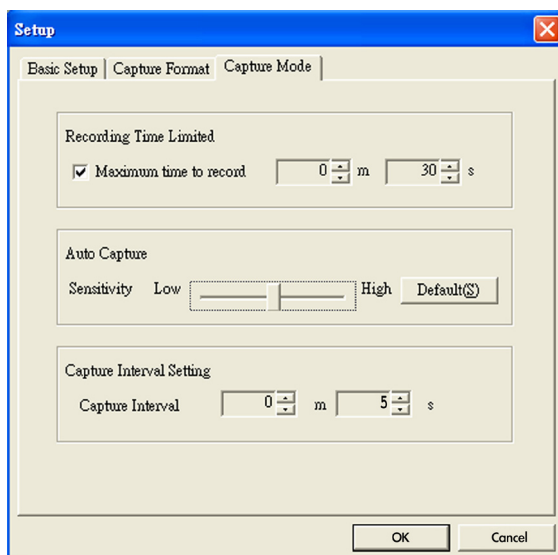 Setup
Basic Setup Capture Format Capture Mode
Recording Time Limited
Maximum time to record 0 m 30 s
Auto Capture
Sensitivity Low High Default(S)
Capture Interval Setting
Capture Interval 0 m 5 s
OK Cancel